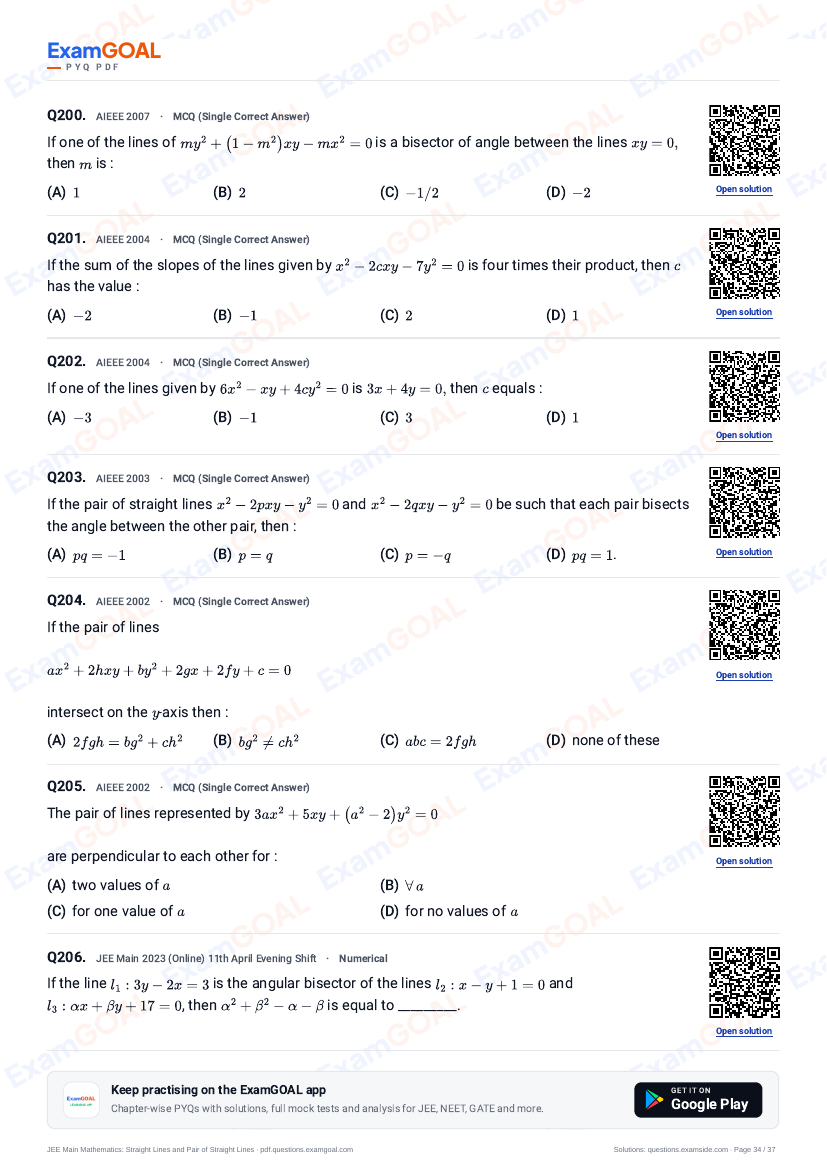 ExamGOAL
PYQ PDF
Q200. AIEEE 2007 · MCQ (Single Correct Answer)
If one of the lines of my² + (1 − m²)xy − mx² = 0 is a bisector of angle between the lines xy = 0,
then m is :
(A) 1 (B) 2 (C) −1/2 (D) −2
Open solution
Q201. AIEEE 2004 · MCQ (Single Correct Answer)
If the sum of the slopes of the lines given by x² − 2cxy − 7y² = 0 is four times their product, then c
has the value :
(A) −2 (B) −1 (C) 2 (D) 1
Open solution
Q202. AIEEE 2004 · MCQ (Single Correct Answer)
If one of the lines given by 6x² − xy + 4cy² = 0 is 3x + 4y = 0, then c equals :
(A) −3 (B) −1 (C) 3 (D) 1
Open solution
Q203. AIEEE 2003 · MCQ (Single Correct Answer)
If the pair of straight lines x² − 2pxy − y² = 0 and x² − 2qxy − y² = 0 be such that each pair bisects
the angle between the other pair, then :
(A) pq = −1 (B) p = q (C) p = −q (D) pq = 1.
Open solution
Q204. AIEEE 2002 · MCQ (Single Correct Answer)
If the pair of lines
ax² + 2hxy + by² + 2gx + 2fy + c = 0
intersect on the y-axis then :
(A) 2fgh = bg² + ch² (B) bg² ≠ ch² (C) abc = 2fgh (D) none of these
Open solution
Q205. AIEEE 2002 · MCQ (Single Correct Answer)
The pair of lines represented by 3ax² + 5xy + (a² − 2)y² = 0
are perpendicular to each other for :
(A) two values of a (B) ∀ a
(C) for one value of a (D) for no values of a
Open solution
Q206. JEE Main 2023 (Online) 11th April Evening Shift · Numerical
If the line l₁ : 3y − 2x = 3 is the angular bisector of the lines l₂ : x − y + 1 = 0 and
l₃ : αx + βy + 17 = 0, then α² + β² − α − β is equal to _________.
Open solution
Keep practising on the ExamGOAL app
Chapter-wise PYQs with solutions, full mock tests and analysis for JEE, NEET, GATE and more.
GET IT ON
Google Play
JEE Main Mathematics: Straight Lines and Pair of Straight Lines · pdf.questions.examgoal.com
Solutions: questions.examside.com · Page 34 / 37